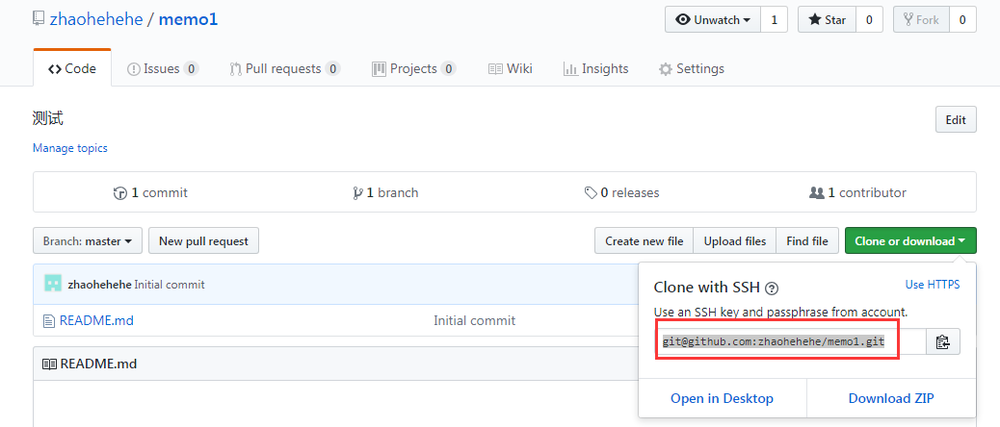 zhaohehehe / memo1
Unwatch 1 Star 0 Fork 0
Code Issues 0 Pull requests 0 Projects 0 Wiki Insights Settings
测试
Edit
Manage topics
1 commit 1 branch 0 releases 1 contributor
Branch: master New pull request Create new file Upload files Find file Clone or download
zhaohehehe Initial commit
README.md Initial commit
README.md
Clone with SSH ? Use HTTPS
Use an SSH key and passphrase from account.
git@github.com:zhaohehehe/memo1.git
Open in Desktop Download ZIP